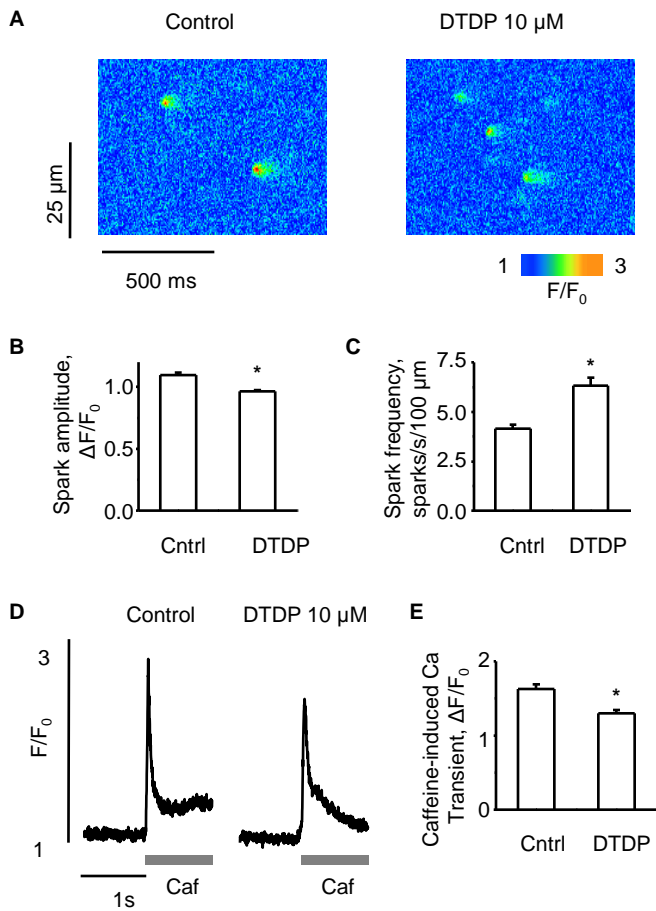 A
Control
DTDP 10 µM
25 µm
500 ms
1
3
F/F0
B
Spark amplitude,
ΔF/F0
1.0
0.5
0.0
*
Cntrl
DTDP
C
Spark frequency,
sparks/s/100 µm
7.5
5.0
2.5
0.0
*
Cntrl
DTDP
D
Control
DTDP 10 µM
3
F/F0
1
1s
Caf
Caf
E
Caffeine-induced Ca
Transient, ΔF/F0
2
1
0
*
Cntrl
DTDP